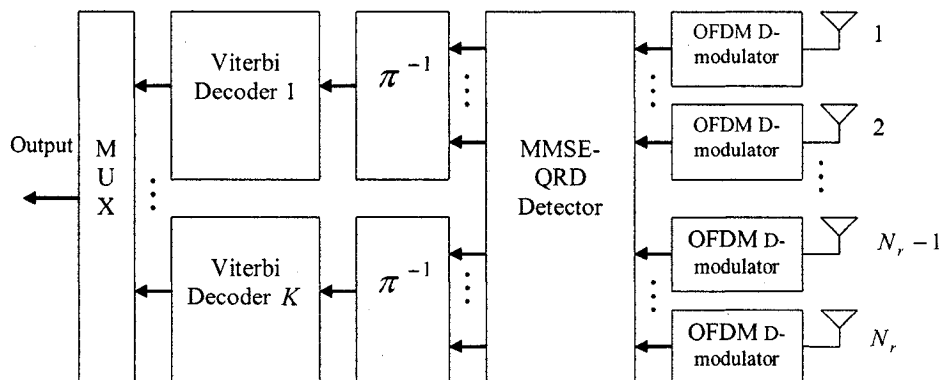 OFDM D-
modulator
1
Viterbi
Decoder 1
π⁻¹
OFDM D-
modulator
2
Output
M
U
X
MMSE-
QRD
Detector
OFDM D-
modulator
N_r − 1
Viterbi
Decoder K
π⁻¹
OFDM D-
modulator
N_r